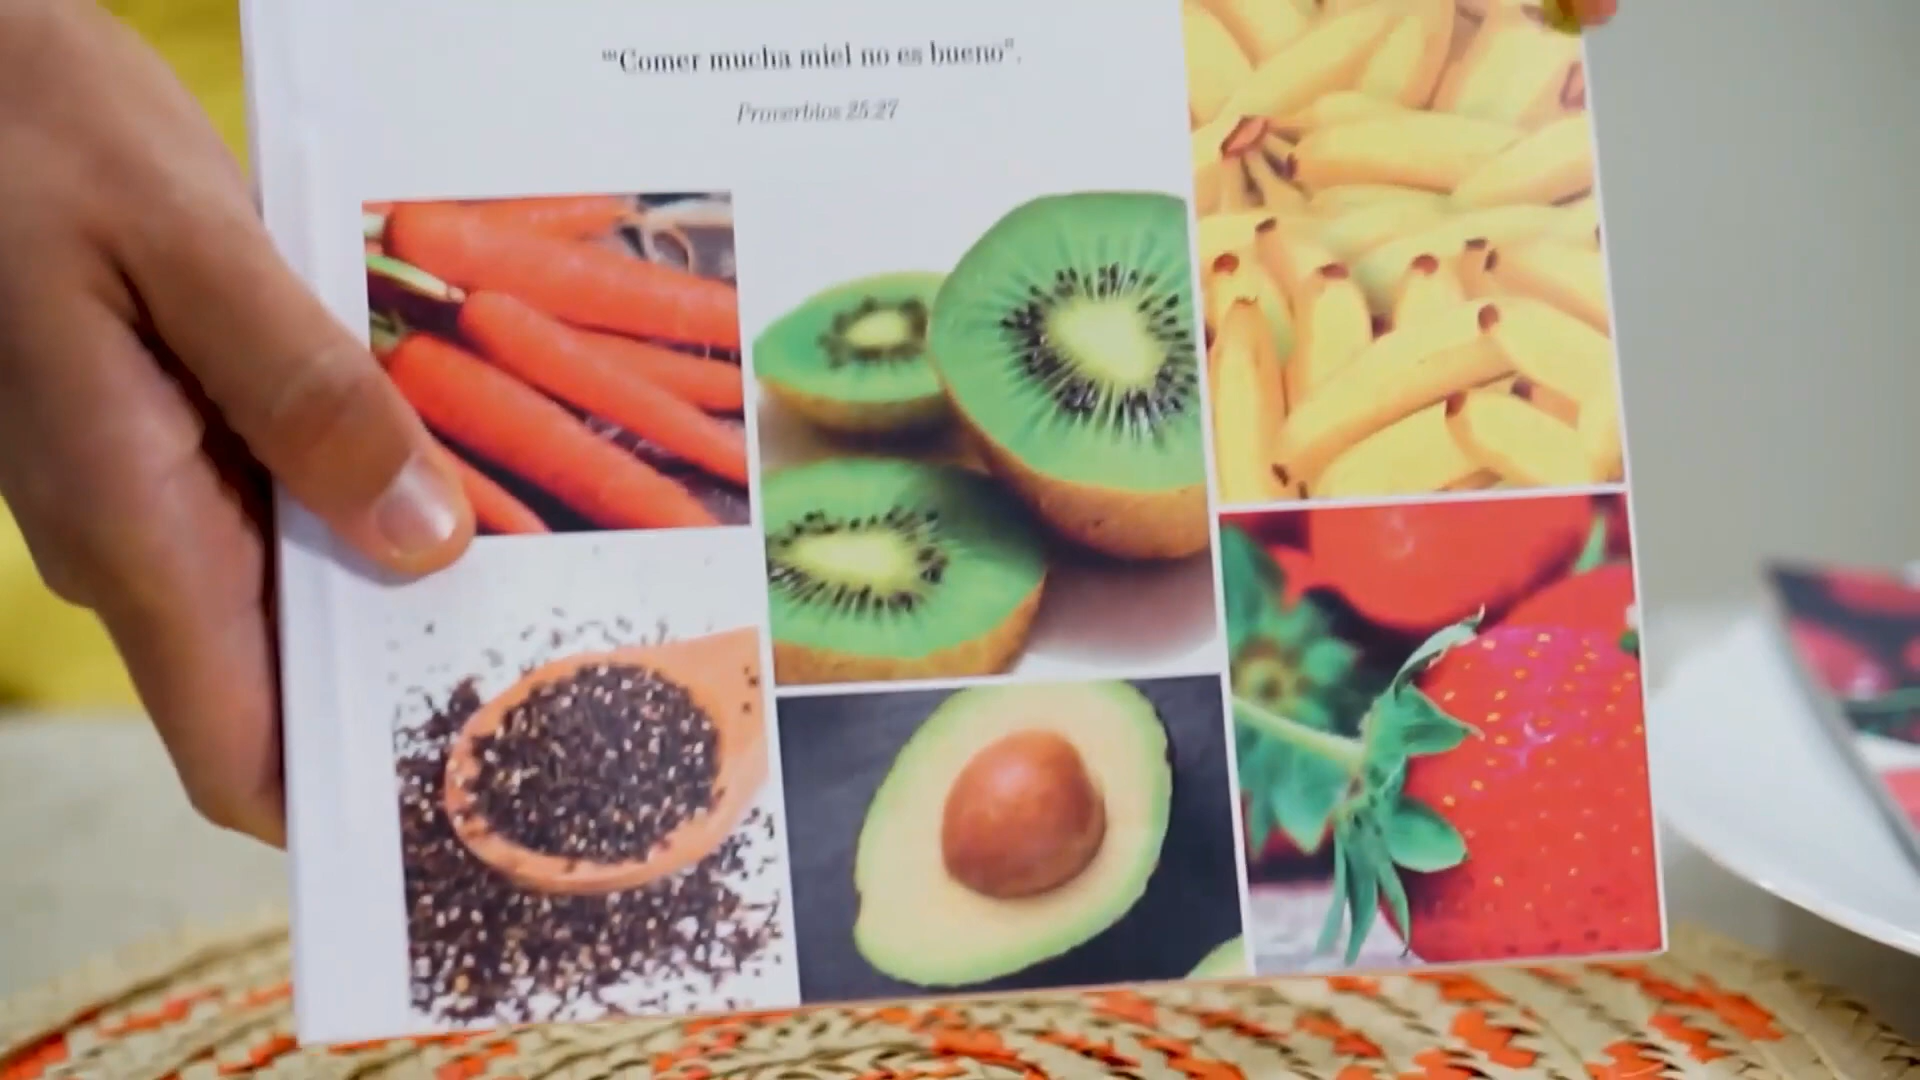 "“Comer mucha miel no es bueno”.
Proverbios 25:27